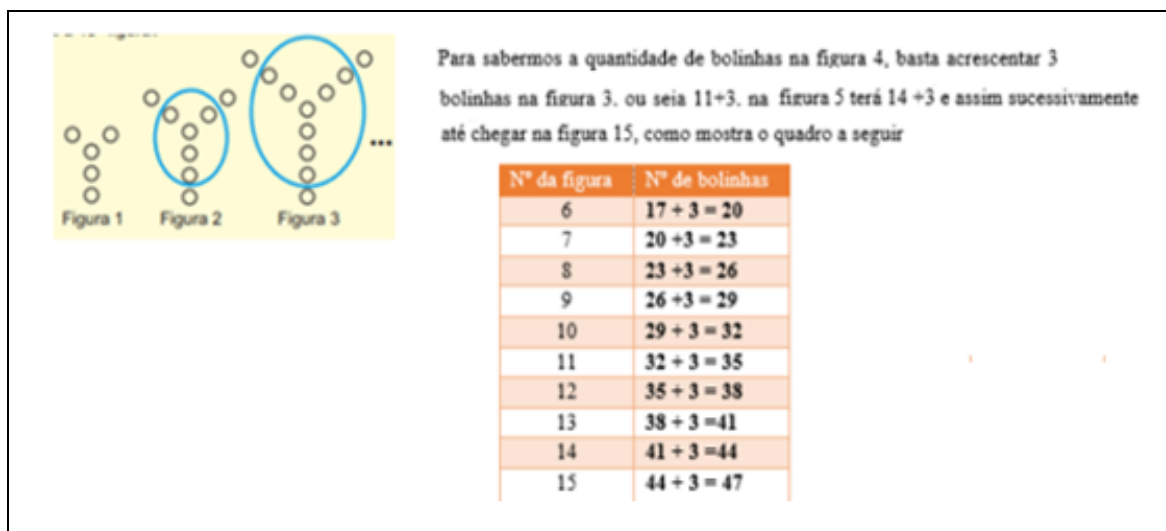 Para sabermos a quantidade de bolinhas na figura 4, basta acrescentar 3
bolinhas na figura 3. ou seia 11+3. na figura 5 terá 14 +3 e assim sucessivamente
até chegar na figura 15, como mostra o quadro a seguir
...
Figura 1 Figura 2 Figura 3
Nº da figura Nº de bolinhas
6 17 + 3 = 20
7 20 +3 = 23
8 23 +3 = 26
9 26 +3 = 29
10 29 + 3 = 32
11 32 + 3 = 35
12 35 + 3 = 38
13 38 + 3 =41
14 41 + 3 =44
15 44 + 3 = 47